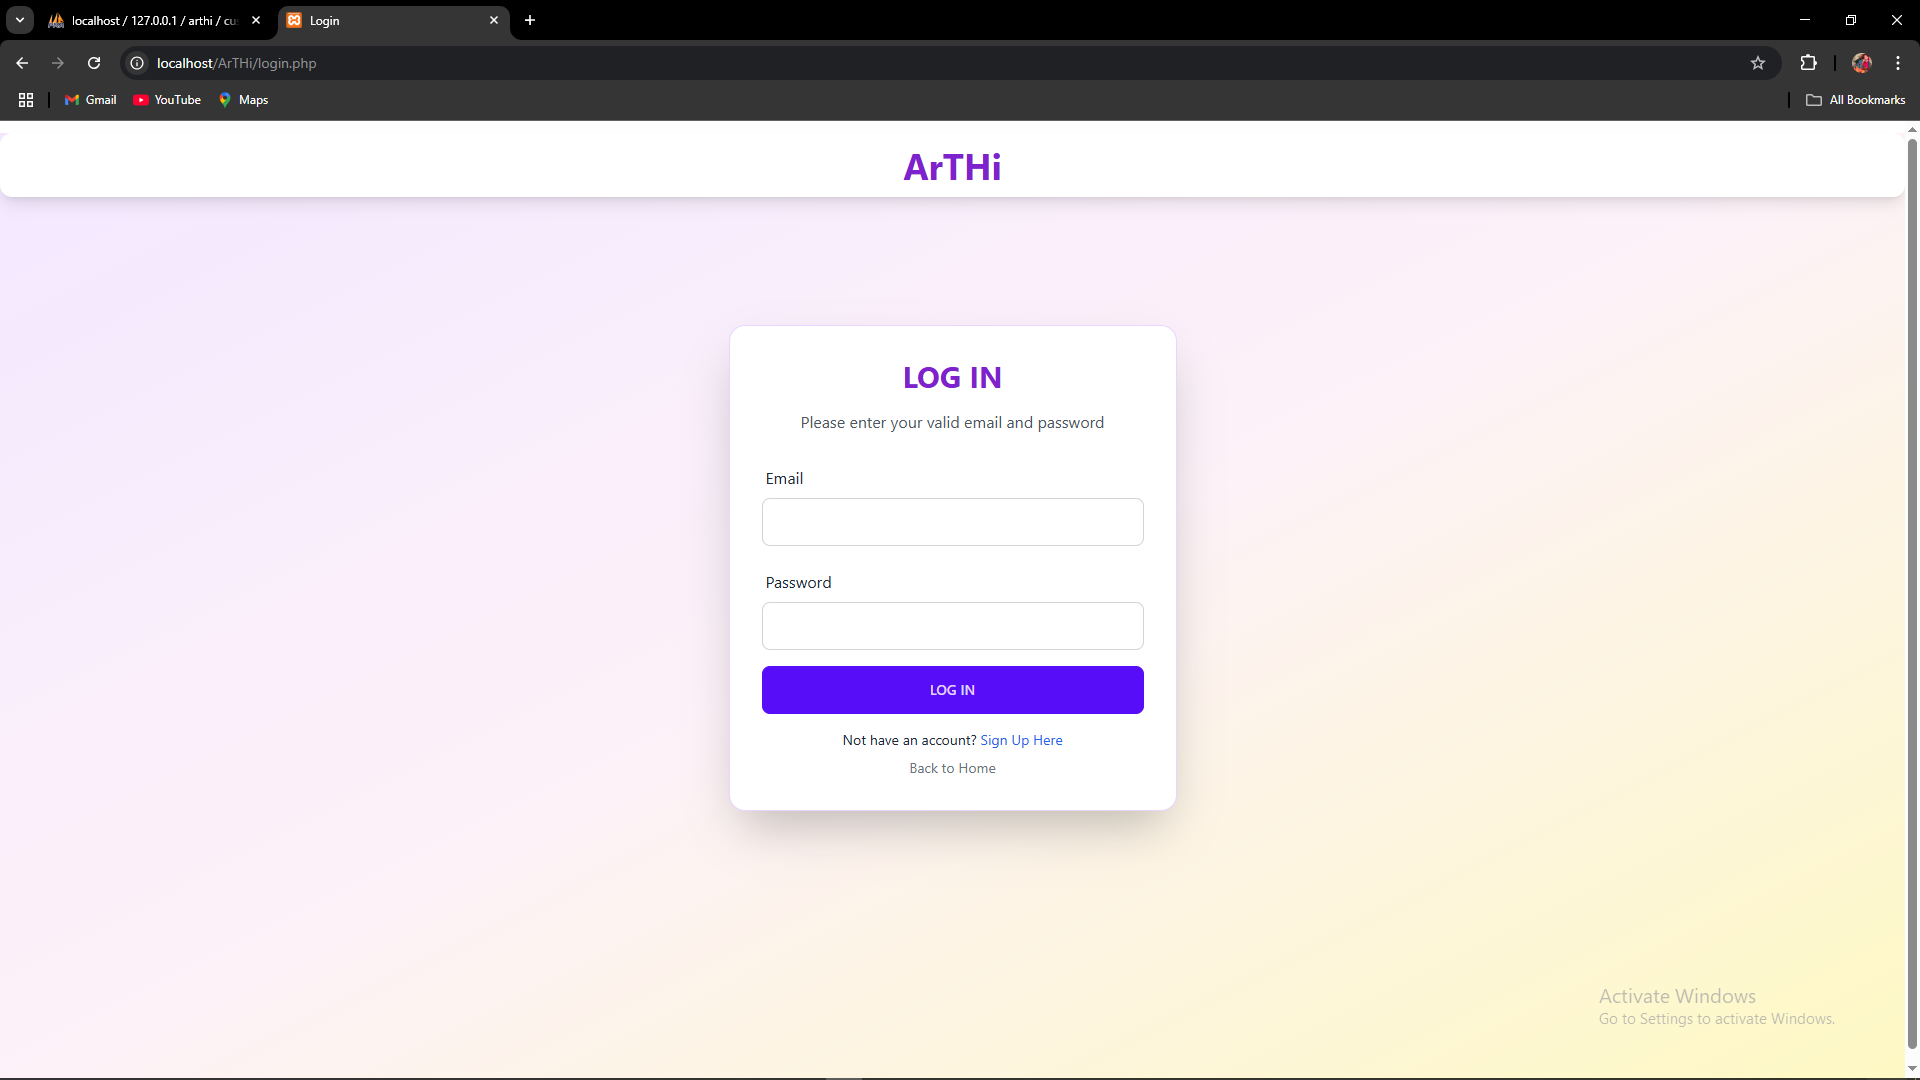 localhost / 127.0.0.1 / arthi / cu
Login
localhost/ArTHi/login.php
Gmail
YouTube
Maps
All Bookmarks
ArTHi
LOG IN
Please enter your valid email and password
Email
Password
LOG IN
Not have an account? Sign Up Here
Back to Home
Activate Windows
Go to Settings to activate Windows.